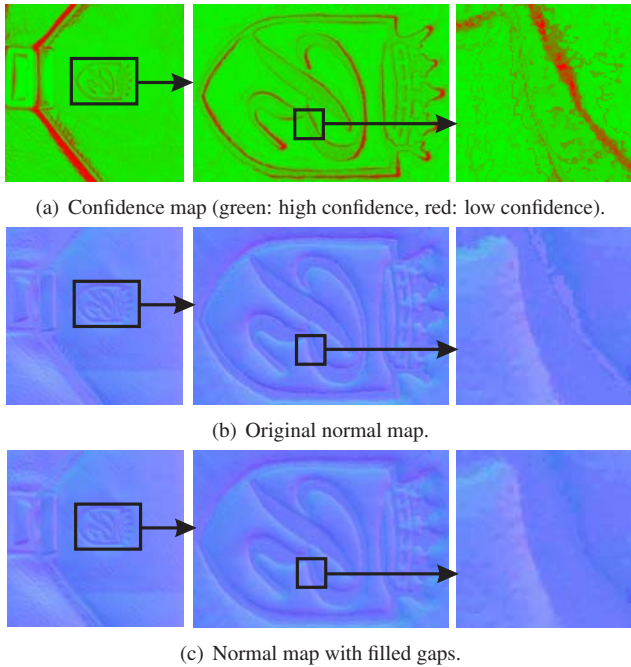 (a) Confidence map (green: high confidence, red: low confidence).
(b) Original normal map.
(c) Normal map with filled gaps.